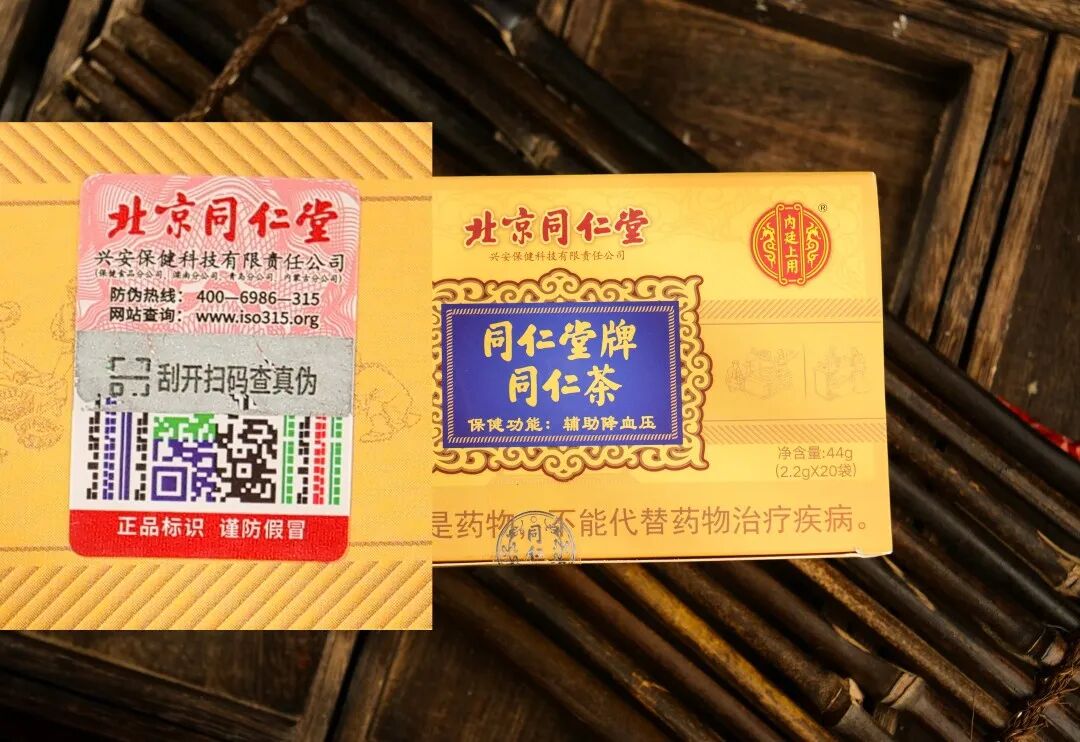 北京同仁堂
兴安保健科技有限责任公司
(保健食品分公司、湖南分公司、青岛分公司、内蒙古分公司)
防伪热线：400—6986—315
网站查询：www.iso315.org
刮开扫码查真伪
正品标识 谨防假冒
北京同仁堂
兴安保健科技有限责任公司
内廷上用
®
同仁堂牌
同仁茶
保健功能：辅助降血压
净含量:44g
(2.2gX20袋)
是药物，不能代替药物治疗疾病。
同仁